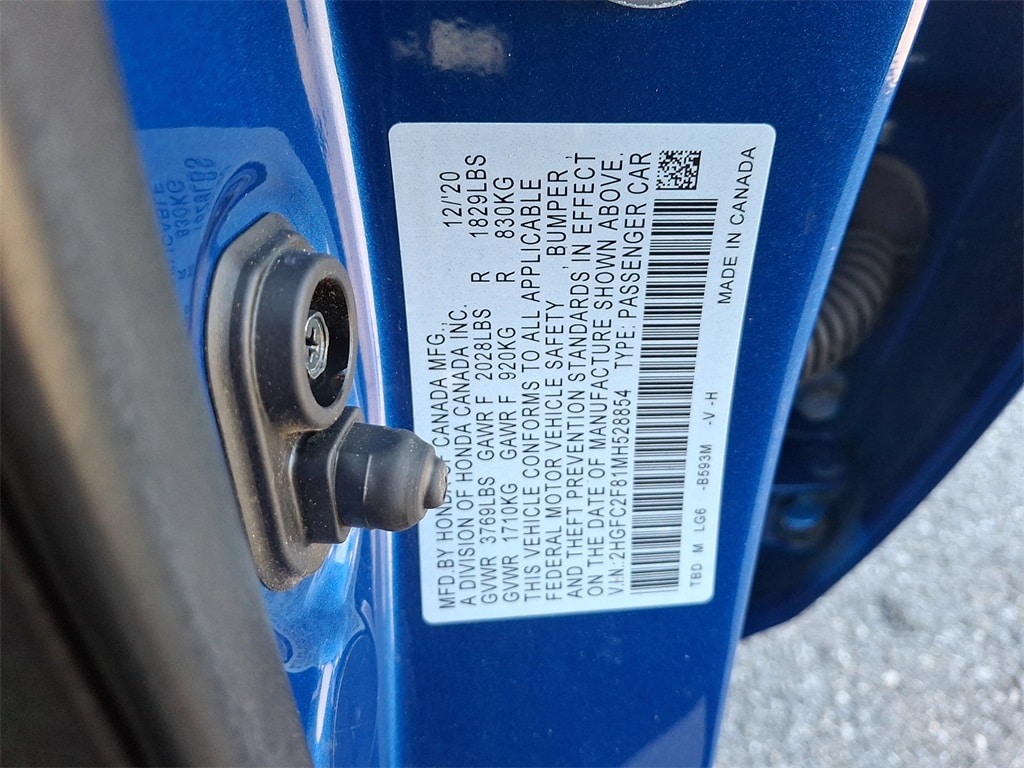 MFD.BY HONDA OF CANADA MFG., 12/'20
A DIVISION OF HONDA CANADA INC.
GVWR 3769LBS GAWR F 2028LBS R 1829LBS
GVWR 1710KG GAWR F 920KG R 830KG
THIS VEHICLE CONFORMS TO ALL APPLICABLE
FEDERAL MOTOR VEHICLE SAFETY, BUMPER,
AND THEFT PREVENTION STANDARDS, IN EFFECT
ON THE DATE OF MANUFACTURE SHOWN ABOVE.
V.I.N.:2HGFC2F81MH528854 TYPE: PASSENGER CAR
TBD M LG6 -B593M -V -H
MADE IN CANADA